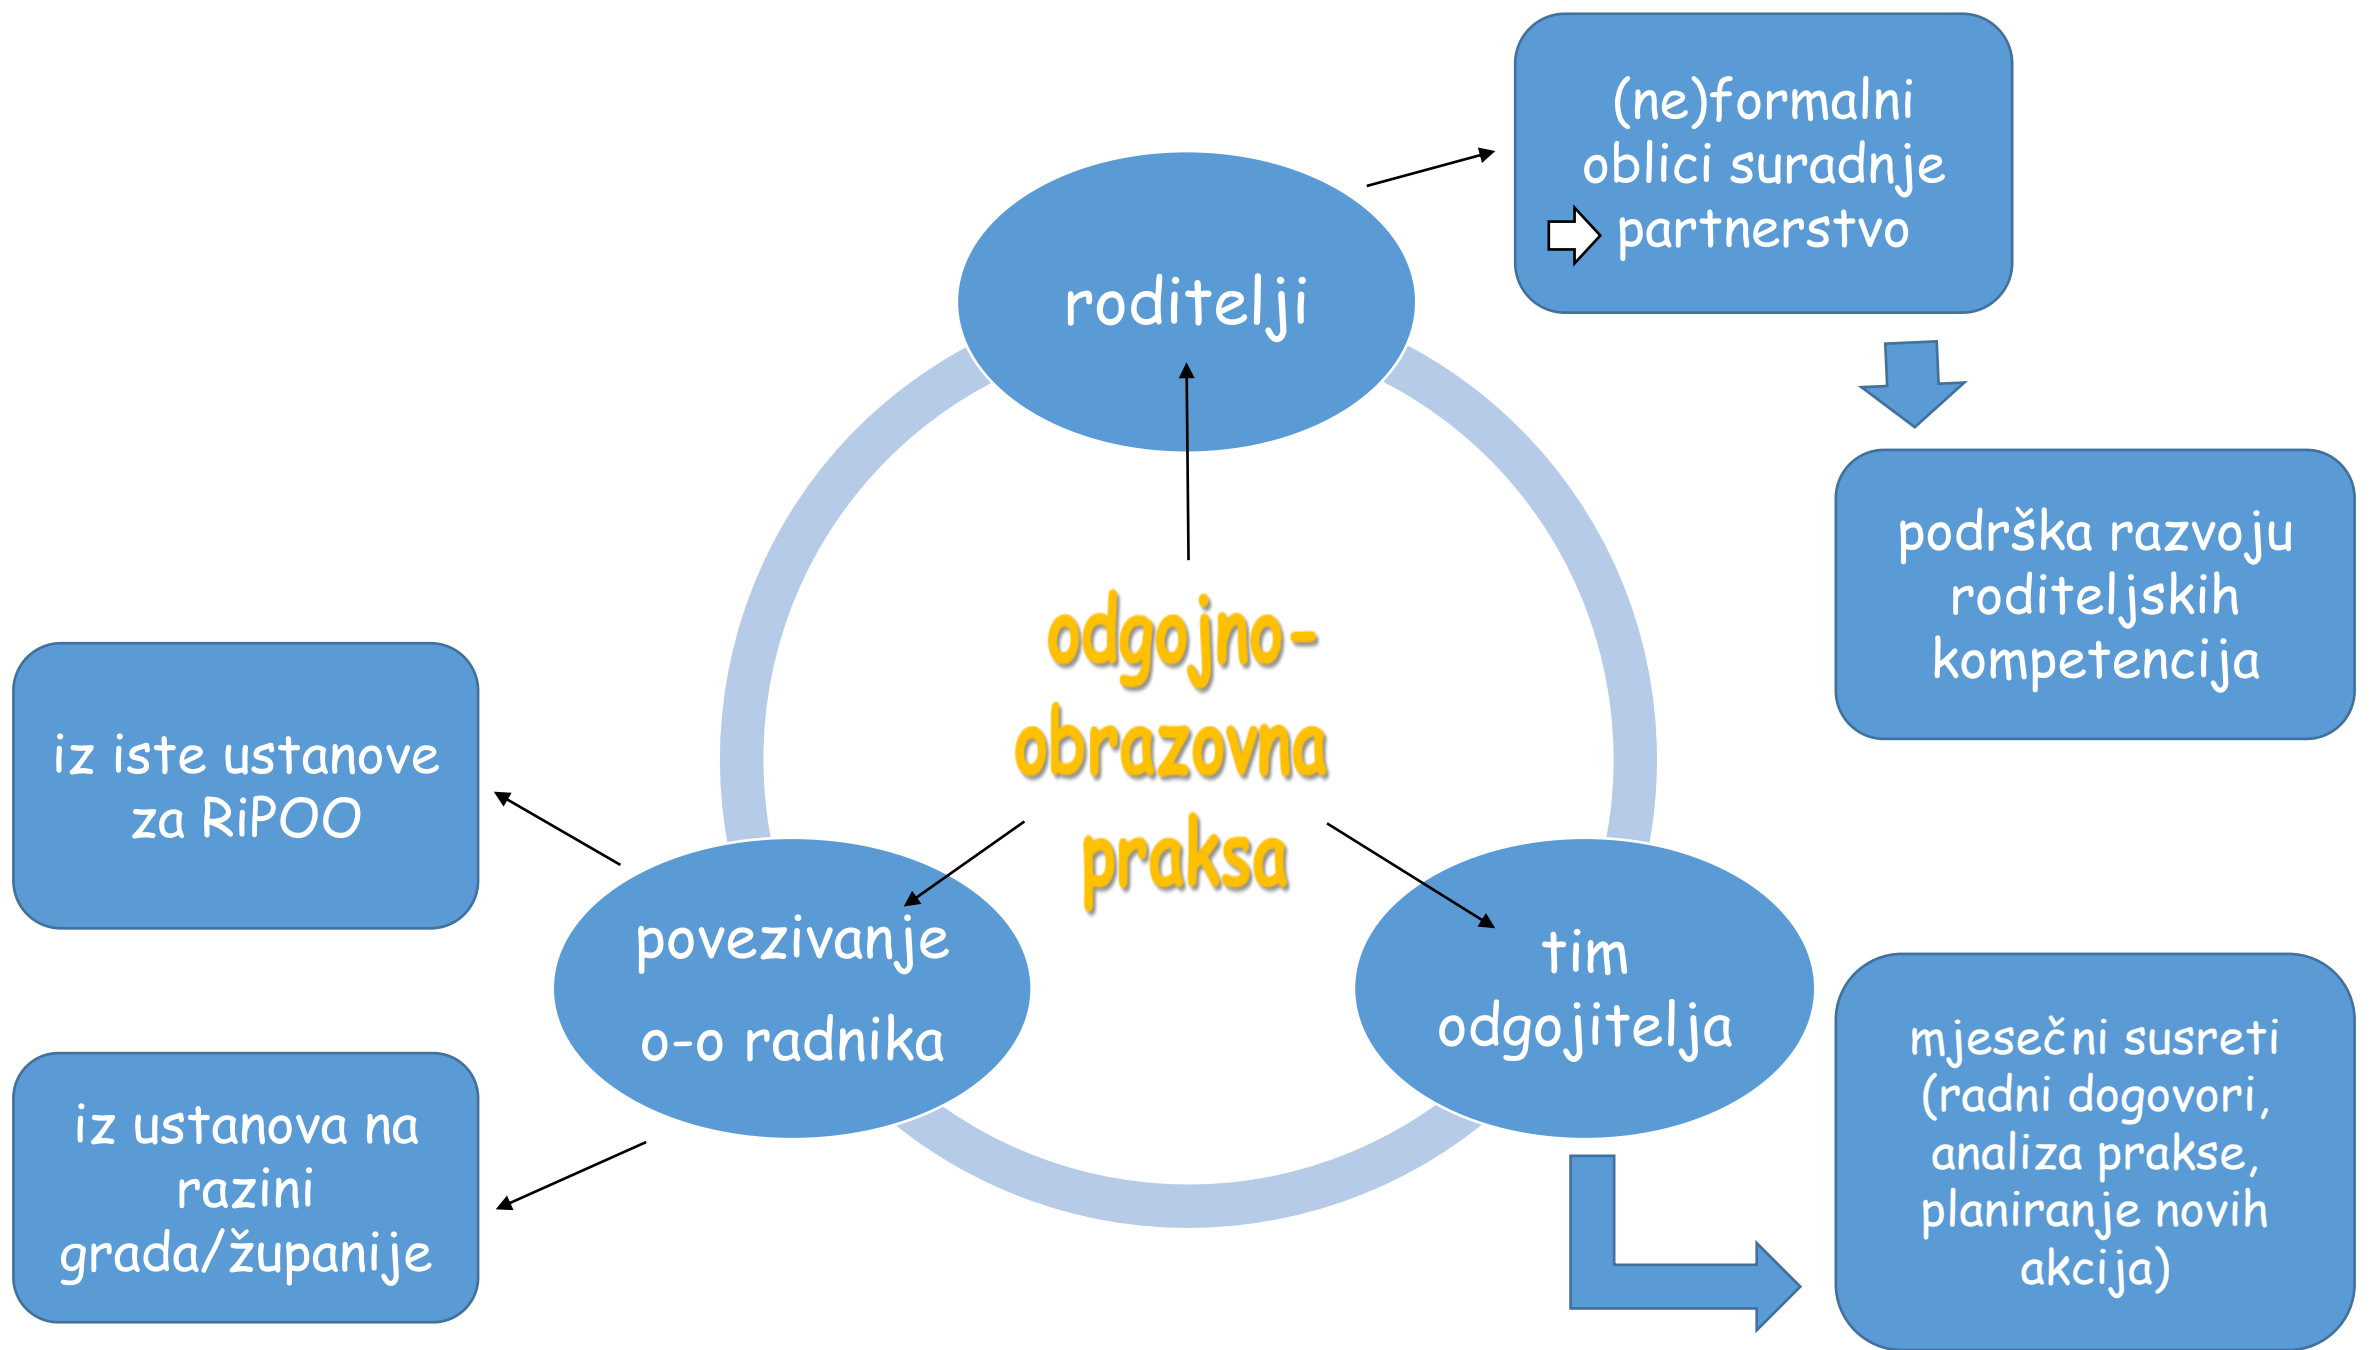 (ne)formalni
oblici suradnje
partnerstvo
roditelji
podrška razvoju
roditeljskih
kompetencija
odgojno-
obrazovna
praksa
iz iste ustanove
za RiPOO
povezivanje
o-o radnika
tim
odgojitelja
iz ustanova na
razini
grada/županije
mjesečni susreti
(radni dogovori,
analiza prakse,
planiranje novih
akcija)